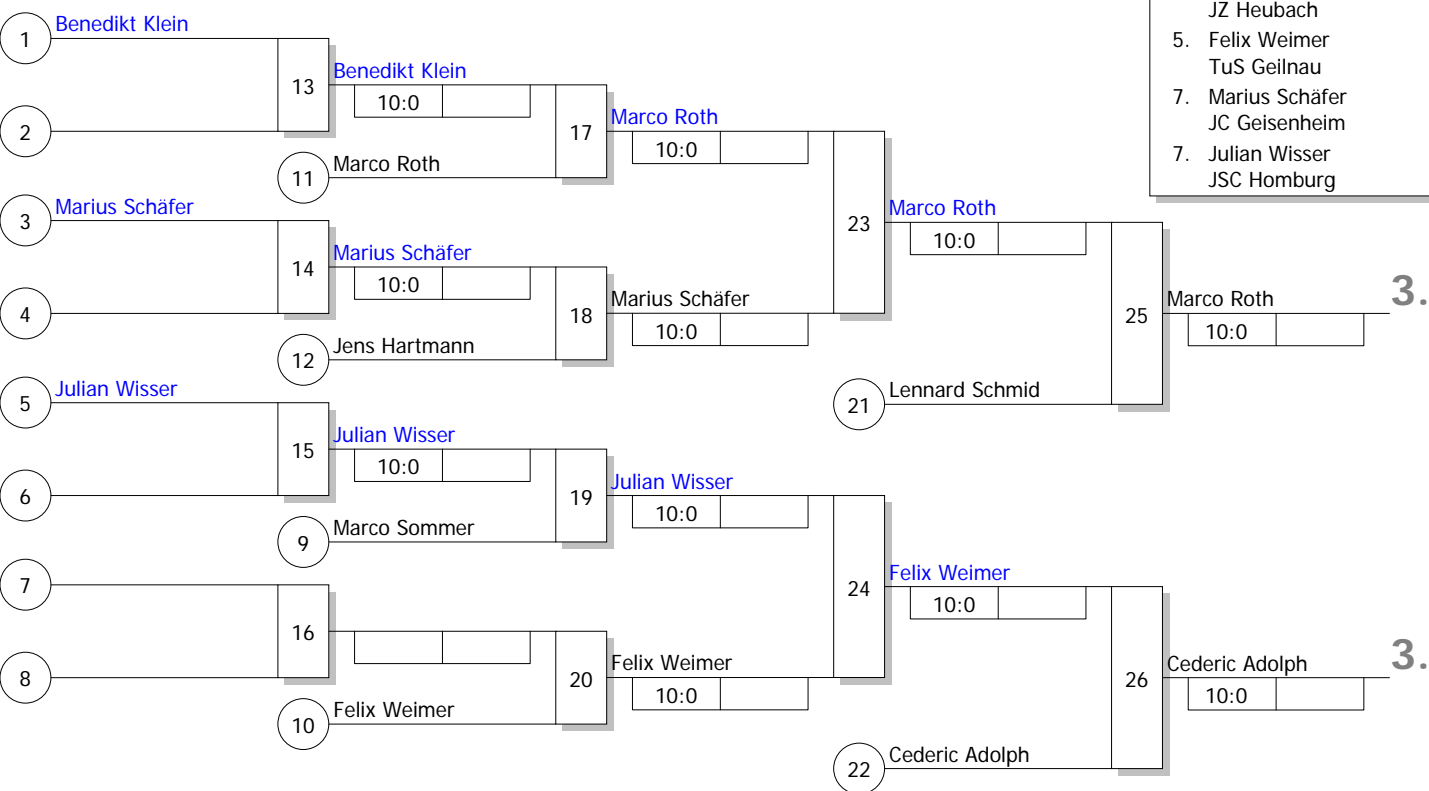 JZ Heubach
5. Felix Weimer
TuS Geilnau
7. Marius Schäfer
JC Geisenheim
7. Julian Wisser
JSC Homburg
1 Benedikt Klein
13 Benedikt Klein
10:0
2
17 Marco Roth
10:0
11 Marco Roth
3 Marius Schäfer
23 Marco Roth
10:0
14 Marius Schäfer
10:0
4
18 Marius Schäfer
10:0
25 Marco Roth 3.
10:0
12 Jens Hartmann
5 Julian Wisser
21 Lennard Schmid
15 Julian Wisser
10:0
6
19 Julian Wisser
10:0
9 Marco Sommer
7
24 Felix Weimer
10:0
16
8
20 Felix Weimer
10:0
26 Cederic Adolph 3.
10:0
10 Felix Weimer
22 Cederic Adolph